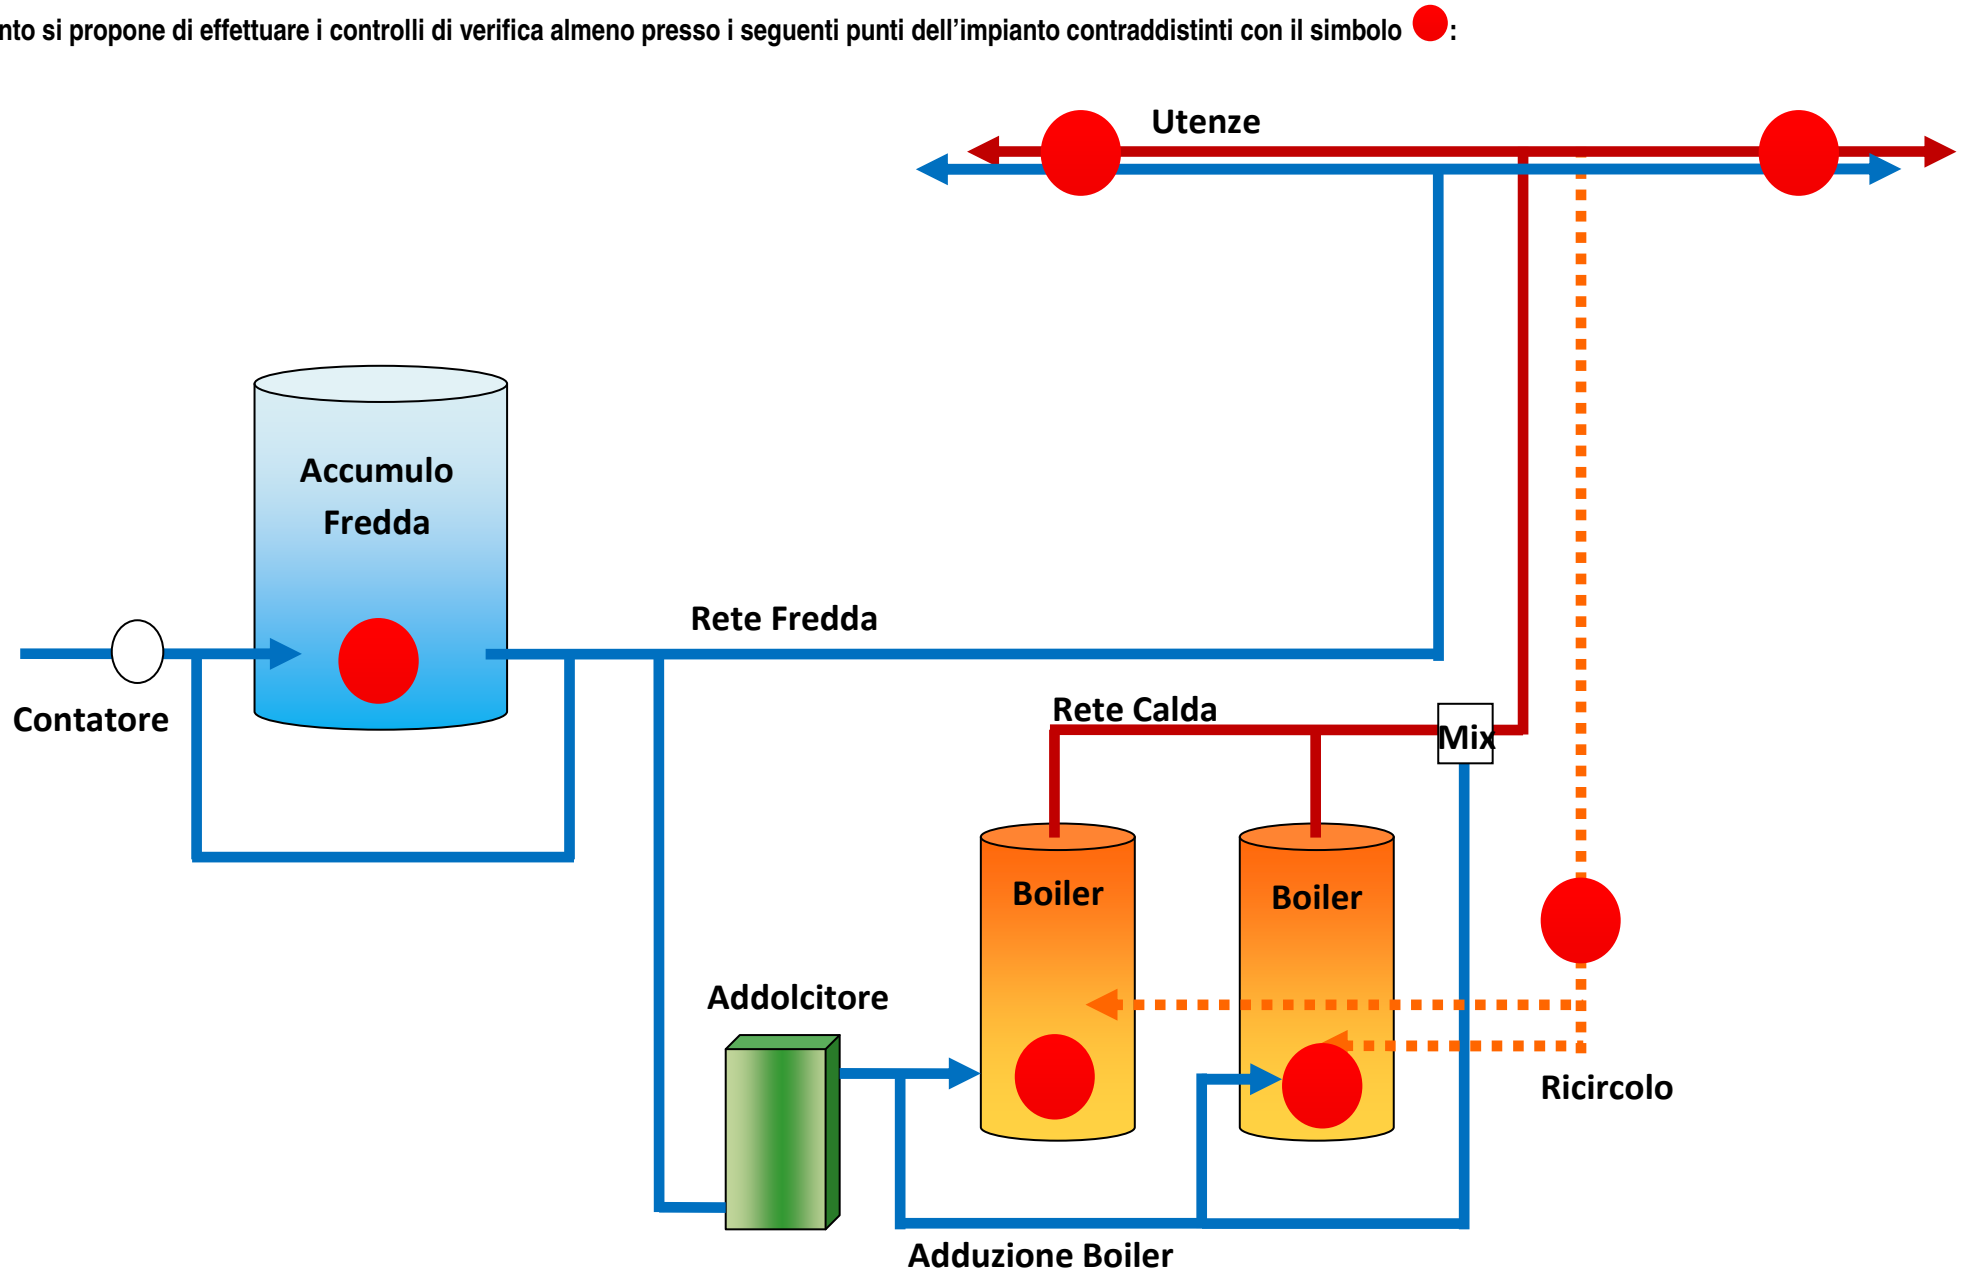 nto si propone di effettuare i controlli di verifica almeno presso i seguenti punti dell'impianto contraddistinti con il simbolo :
Utenze
Accumulo
Fredda
Rete Fredda
Contatore
Rete Calda
Mix
Boiler
Boiler
Addolcitore
Ricircolo
Adduzione Boiler